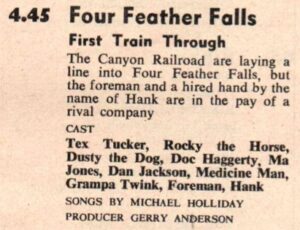 4.45 Four Feather Falls
First Train Through
The Canyon Railroad are laying a
line into Four Feather Falls, but
the foreman and a hired hand by the
name of Hank are in the pay of a
rival company
CAST
Tex Tucker, Rocky the Horse,
Dusty the Dog, Doc Haggerty, Ma
Jones, Dan Jackson, Medicine Man,
Grampa Twink, Foreman, Hank
SONGS BY MICHAEL HOLLIDAY
PRODUCER GERRY ANDERSON